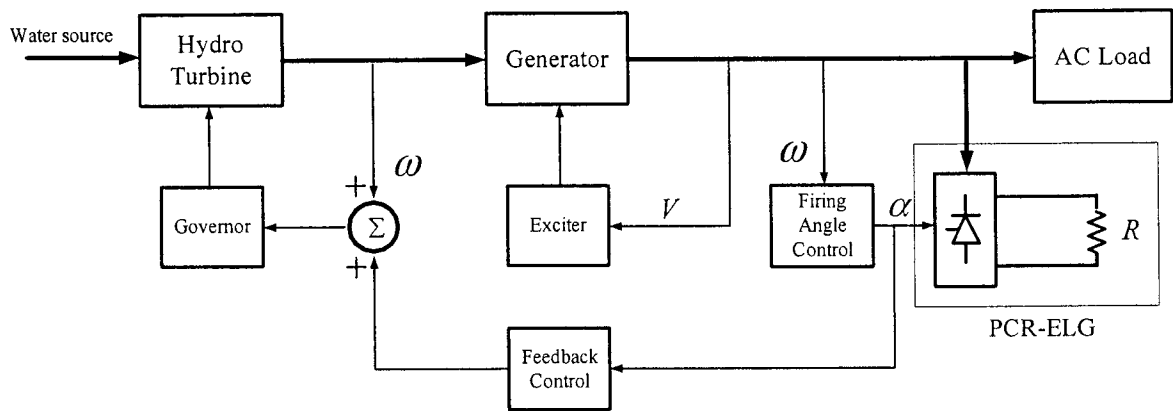 Water source
Hydro
Turbine
Generator
AC Load
ω
+
Σ
+
Governor
Exciter
V
ω
Firing
Angle
Control
α
R
PCR-ELG
Feedback
Control